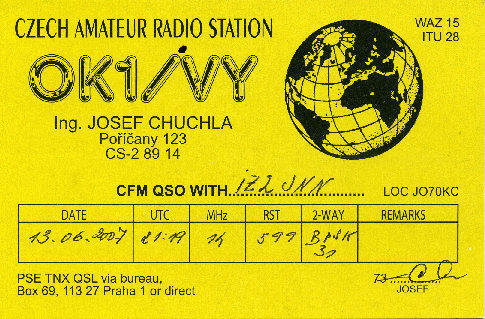 CZECH AMATEUR RADIO STATION
WAZ 15
ITU 28
OK1IVY
Ing. JOSEF CHUCHLA
Poříčany 123
CS-2 89 14
CFM QSO WITH IZ2JNN LOC JO70KC
DATE UTC MHz RST 2-WAY REMARKS
13.06.2007 21:19 14 599 BPSK
31
PSE TNX QSL via bureau,
Box 69, 113 27 Praha 1 or direct
73
JOSEF